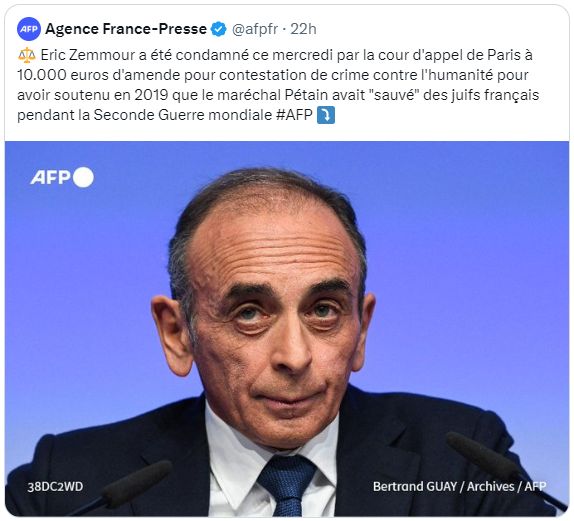 AFP Agence France-Presse @afpfr · 22h
⚖️ Eric Zemmour a été condamné ce mercredi par la cour d'appel de Paris à
10.000 euros d'amende pour contestation de crime contre l'humanité pour
avoir soutenu en 2019 que le maréchal Pétain avait "sauvé" des juifs français
pendant la Seconde Guerre mondiale #AFP ⤵️
AFP
38DC2WD
Bertrand GUAY / Archives / AFP